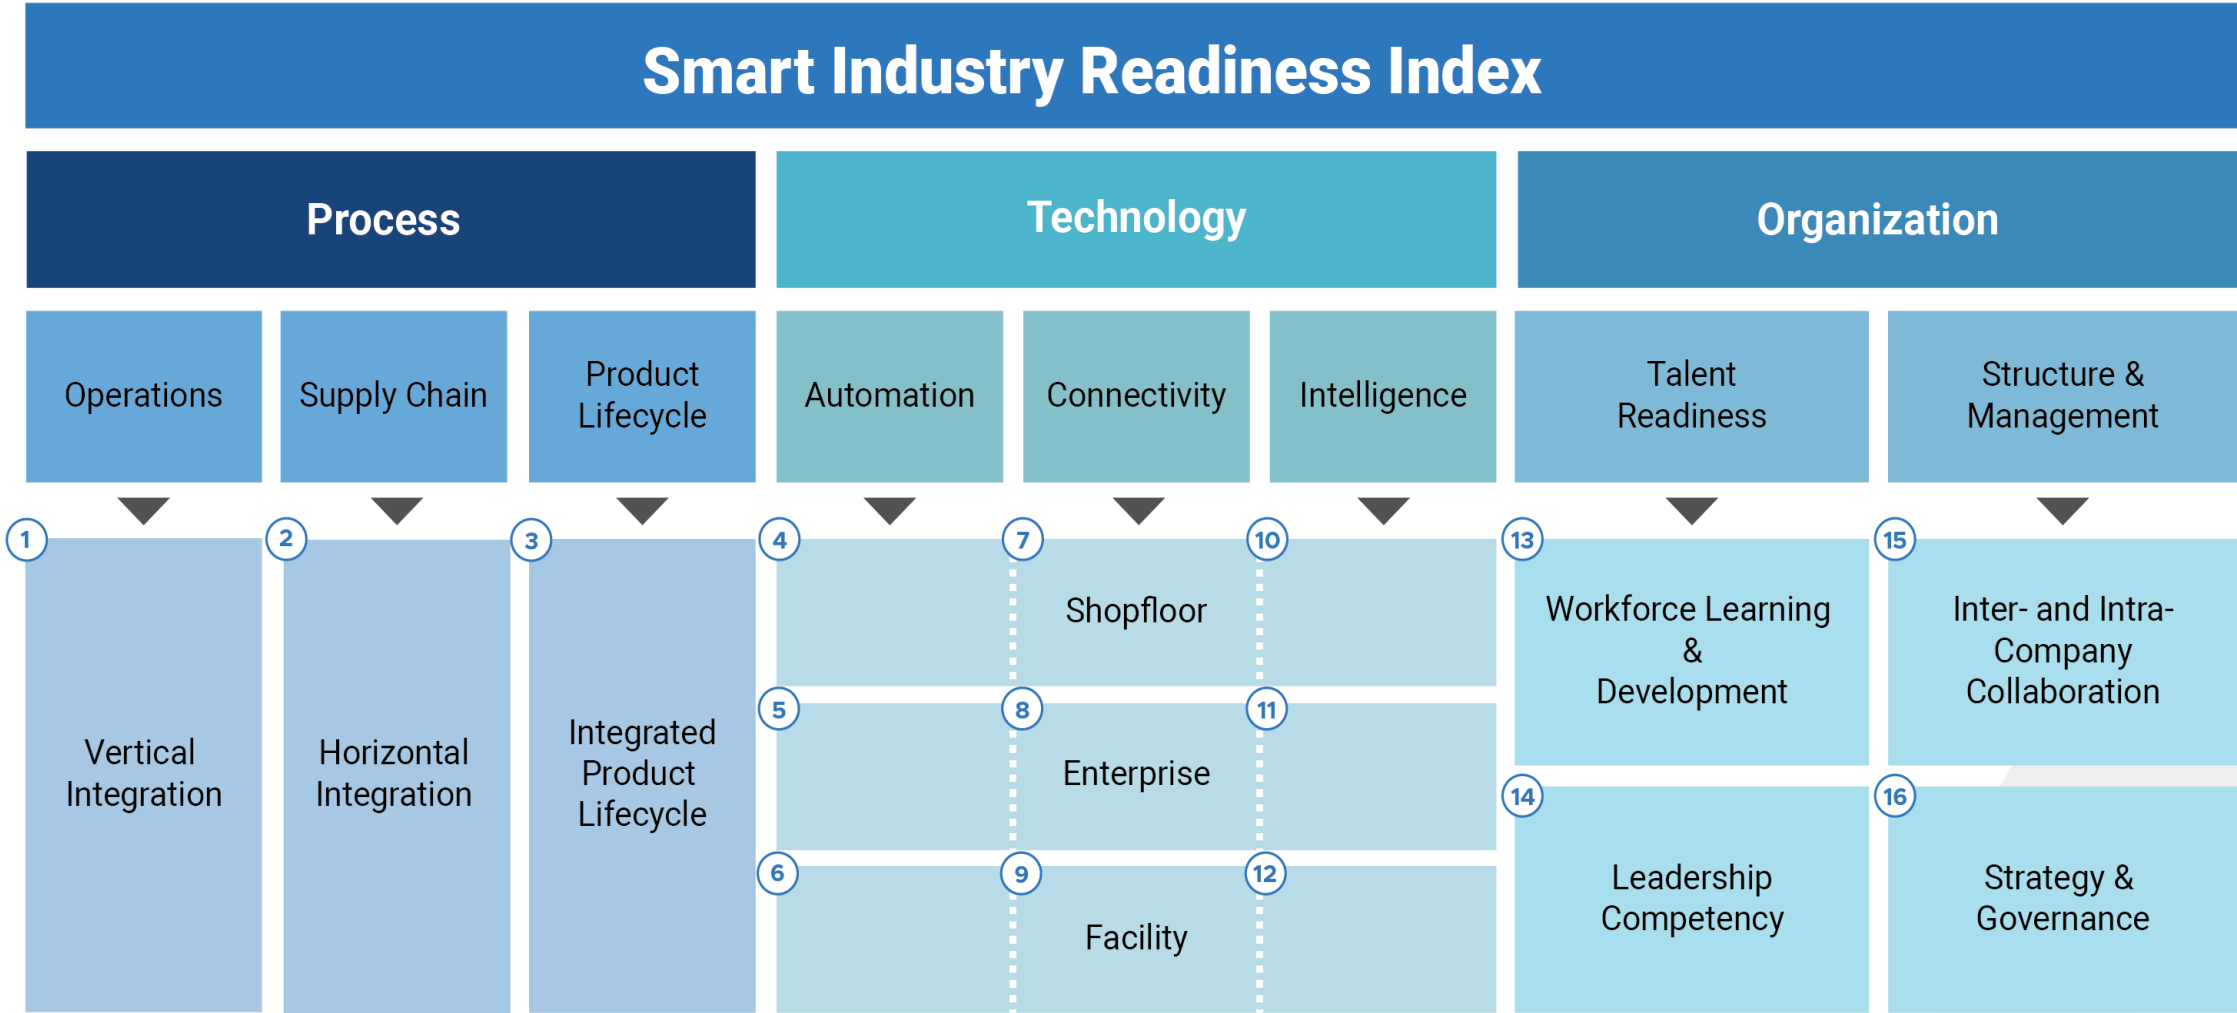 Smart Industry Readiness Index
Process
Technology
Organization
Operations
Supply Chain
Product
Lifecycle
Automation
Connectivity
Intelligence
Talent
Readiness
Structure &
Management
1
Vertical
Integration
2
Horizontal
Integration
3
Integrated
Product
Lifecycle
4
7
10
Shopfloor
5
8
11
Enterprise
6
9
12
Facility
13
Workforce Learning
&
Development
15
Inter- and Intra-
Company
Collaboration
14
Leadership
Competency
16
Strategy &
Governance